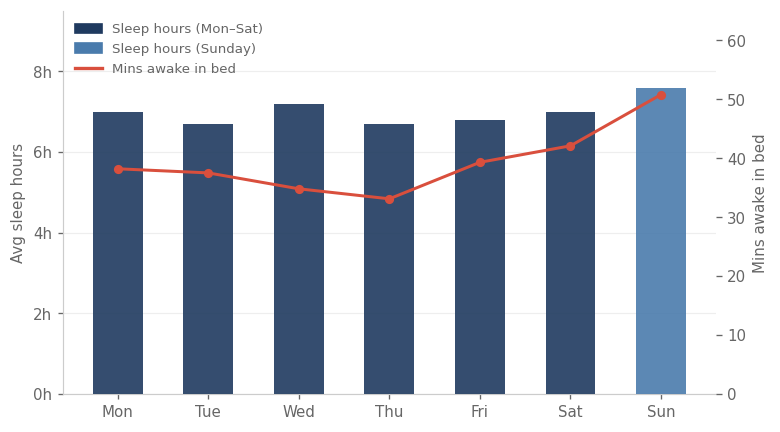 Sleep hours (Mon–Sat)
Sleep hours (Sunday)
Mins awake in bed
Avg sleep hours
8h
6h
4h
2h
0h
60
50
40
30
20
10
0
Mins awake in bed
Mon Tue Wed Thu Fri Sat Sun